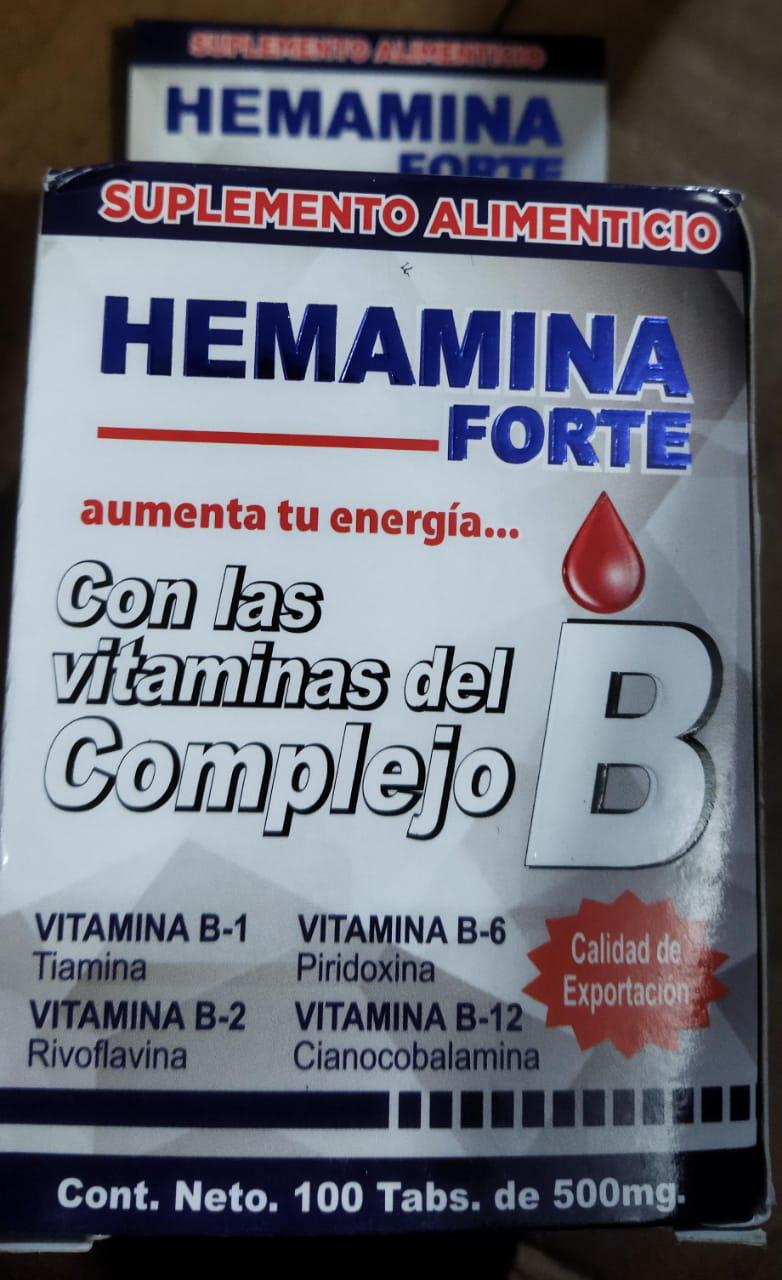 SUPLEMENTO ALIMENTICIO
HEMAMINA
FORTE
SUPLEMENTO ALIMENTICIO
HEMAMINA
FORTE
aumenta tu energía...
Con las
vitaminas del
Complejo
B
VITAMINA B-1
Tiamina
VITAMINA B-2
Rivoflavina
VITAMINA B-6
Piridoxina
VITAMINA B-12
Cianocobalamina
Calidad de
Exportación
Cont. Neto. 100 Tabs. de 500mg.